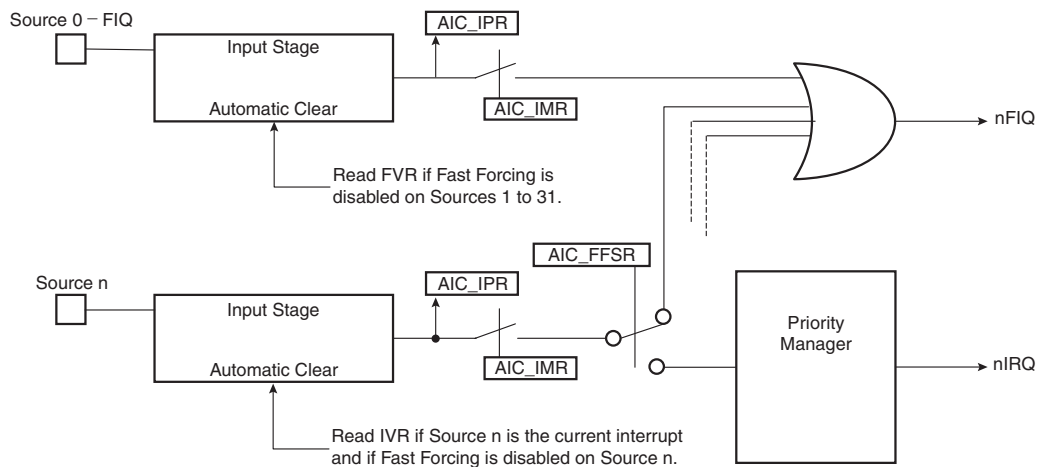 Source 0 – FIQ
AIC_IPR
Input Stage
Automatic Clear
AIC_IMR
nFIQ
Read FVR if Fast Forcing is
disabled on Sources 1 to 31.
AIC_FFSR
Source n
AIC_IPR
Input Stage
Priority
Manager
Automatic Clear
AIC_IMR
nIRQ
Read IVR if Source n is the current interrupt
and if Fast Forcing is disabled on Source n.